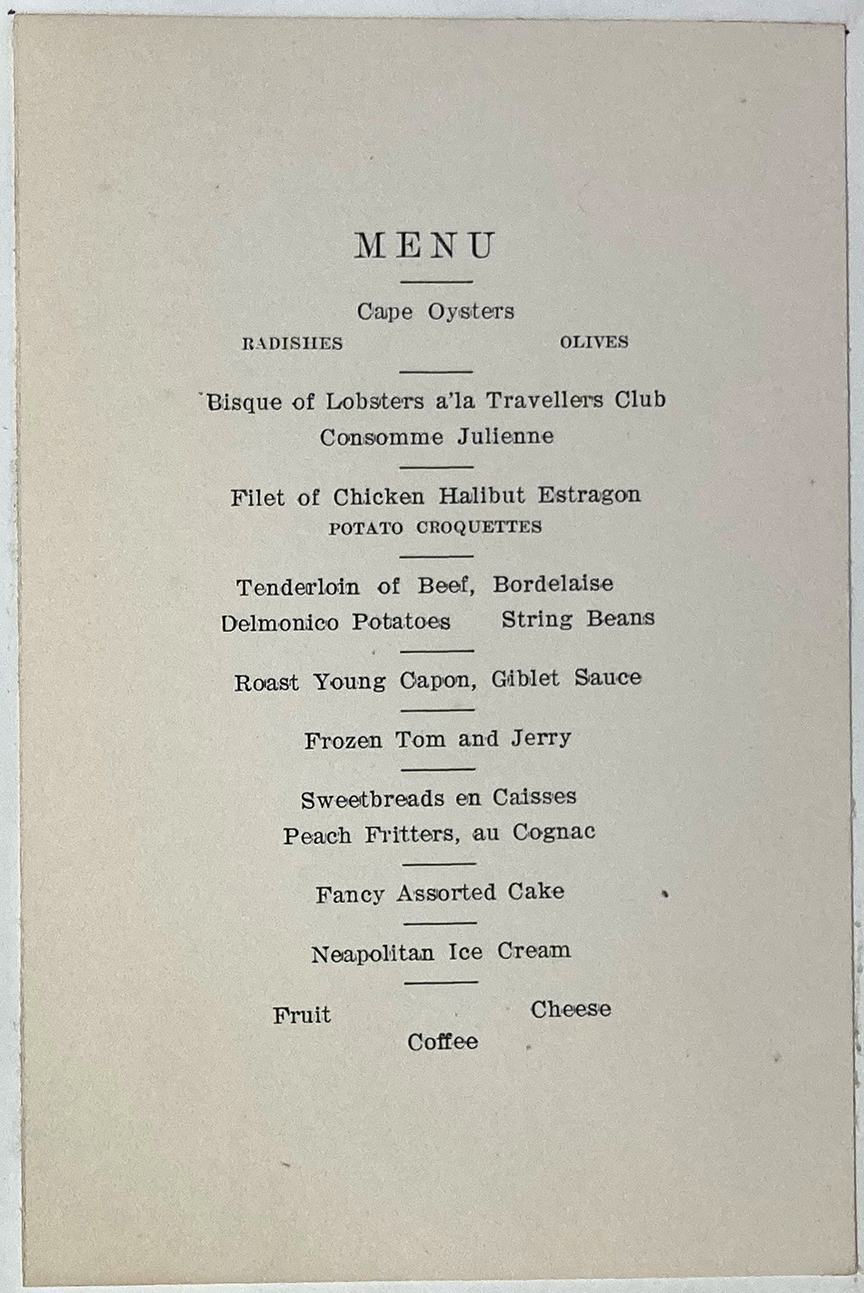 MENU
Cape Oysters
RADISHES OLIVES
Bisque of Lobsters a'la Travellers Club
Consomme Julienne
Filet of Chicken Halibut Estragon
POTATO CROQUETTES
Tenderloin of Beef, Bordelaise
Delmonico Potatoes String Beans
Roast Young Capon, Giblet Sauce
Frozen Tom and Jerry
Sweetbreads en Caisses
Peach Fritters, au Cognac
Fancy Assorted Cake
Neapolitan Ice Cream
Fruit Cheese
Coffee